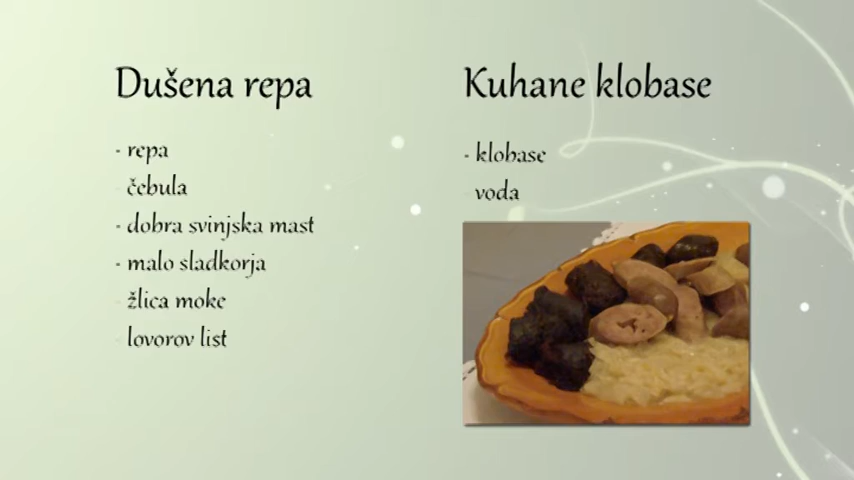 Dušena repa
- repa
- čebula
- dobra svinjska mast
- malo sladkorja
- žlica moke
- lovorov list
Kuhane klobase
- klobase
- voda